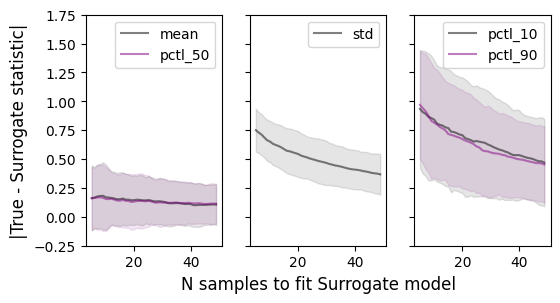 |True - Surrogate statistic|
1.75
1.50
1.25
1.00
0.75
0.50
0.25
0.00
−0.25
mean
pctl_50
20 40
std
20 40
pctl_10
pctl_90
20 40
N samples to fit Surrogate model